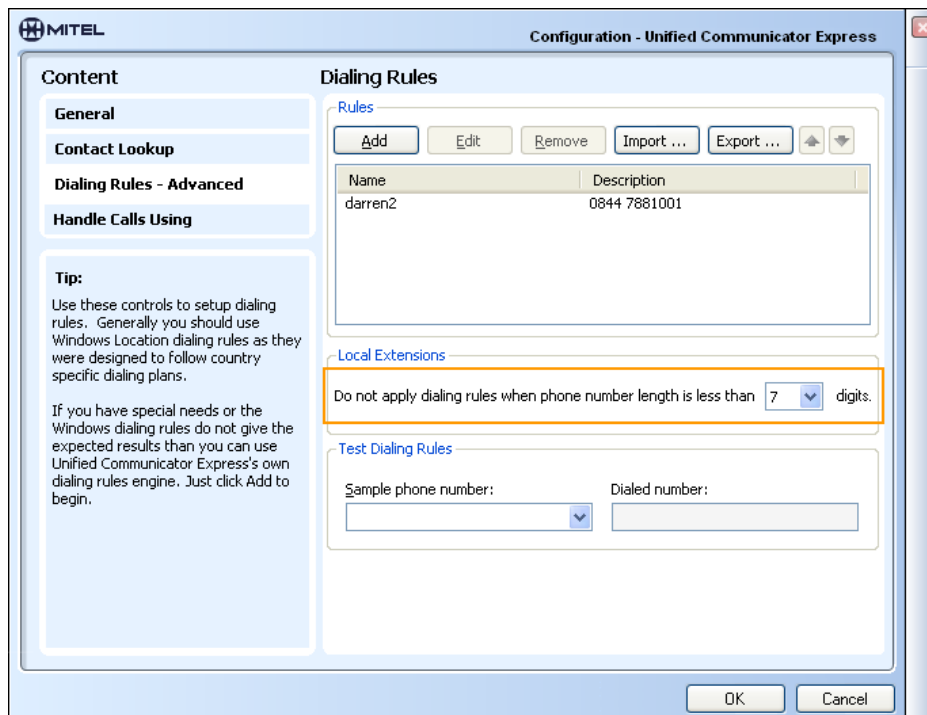 MITEL
Configuration - Unified Communicator Express
Content
General
Contact Lookup
Dialing Rules - Advanced
Handle Calls Using
Tip:
Use these controls to setup dialing
rules.  Generally you should use
Windows Location dialing rules as they
were designed to follow country
specific dialing plans.
If you have special needs or the
Windows dialing rules do not give the
expected results than you can use
Unified Communicator Express's own
dialing rules engine. Just click Add to
begin.
Dialing Rules
Rules
Add Edit Remove Import ... Export ...
Name Description
darren2 0844 7881001
Local Extensions
Do not apply dialing rules when phone number length is less than 7 digits.
Test Dialing Rules
Sample phone number: Dialed number:
OK Cancel